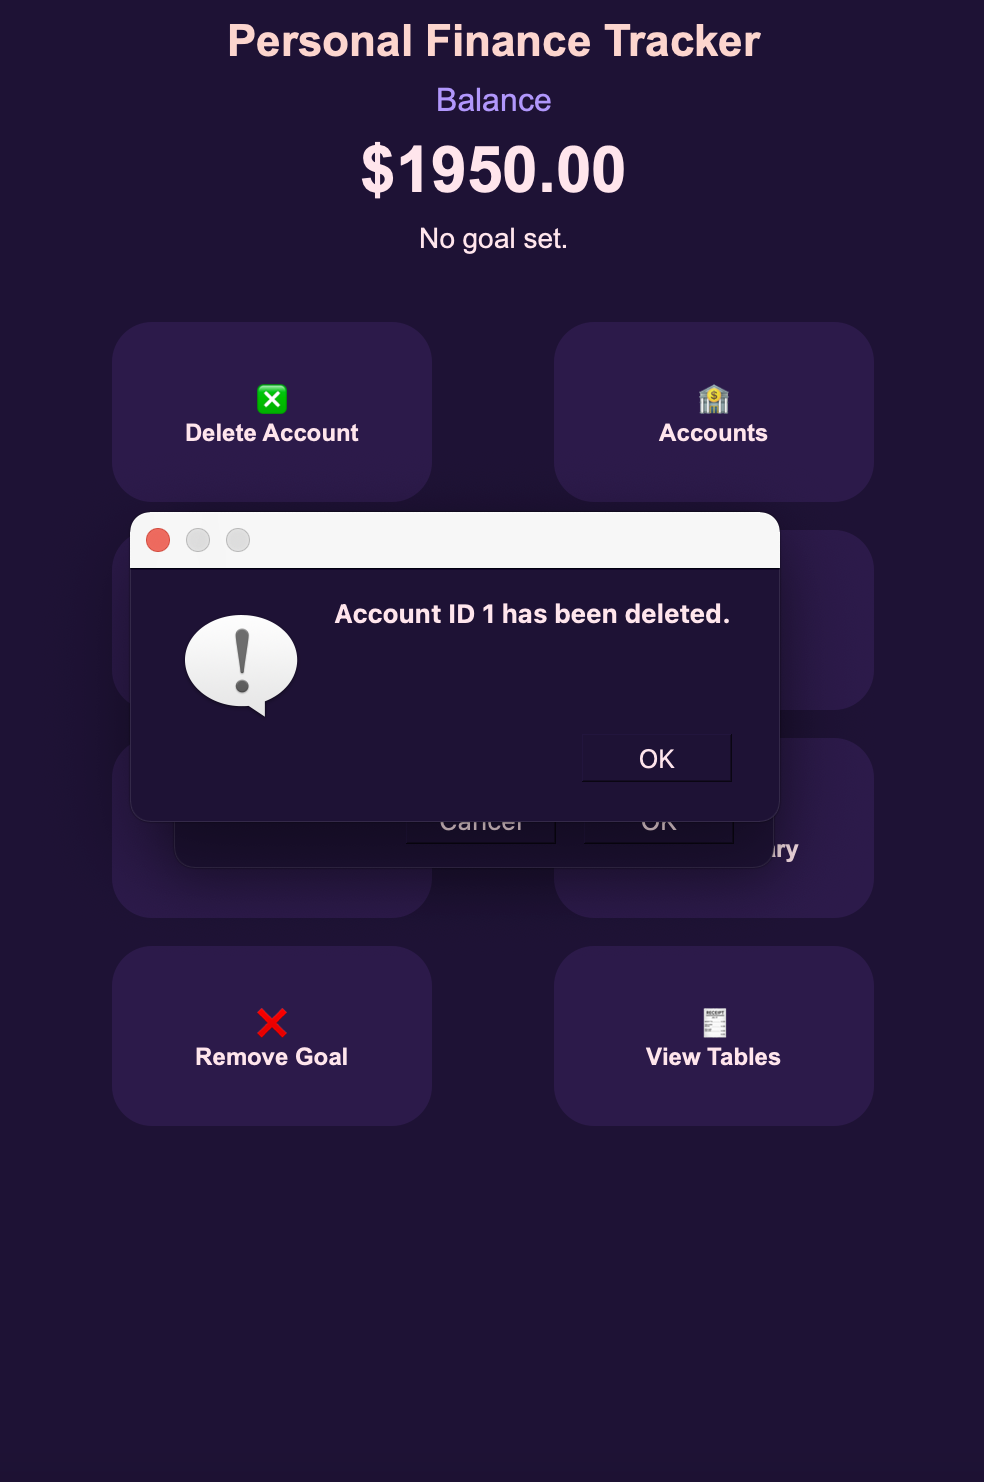 Personal Finance Tracker
Balance
$1950.00
No goal set.
Delete Account
Accounts
Account ID 1 has been deleted.
OK
Cancel
OK
Remove Goal
RECEIPT
View Tables